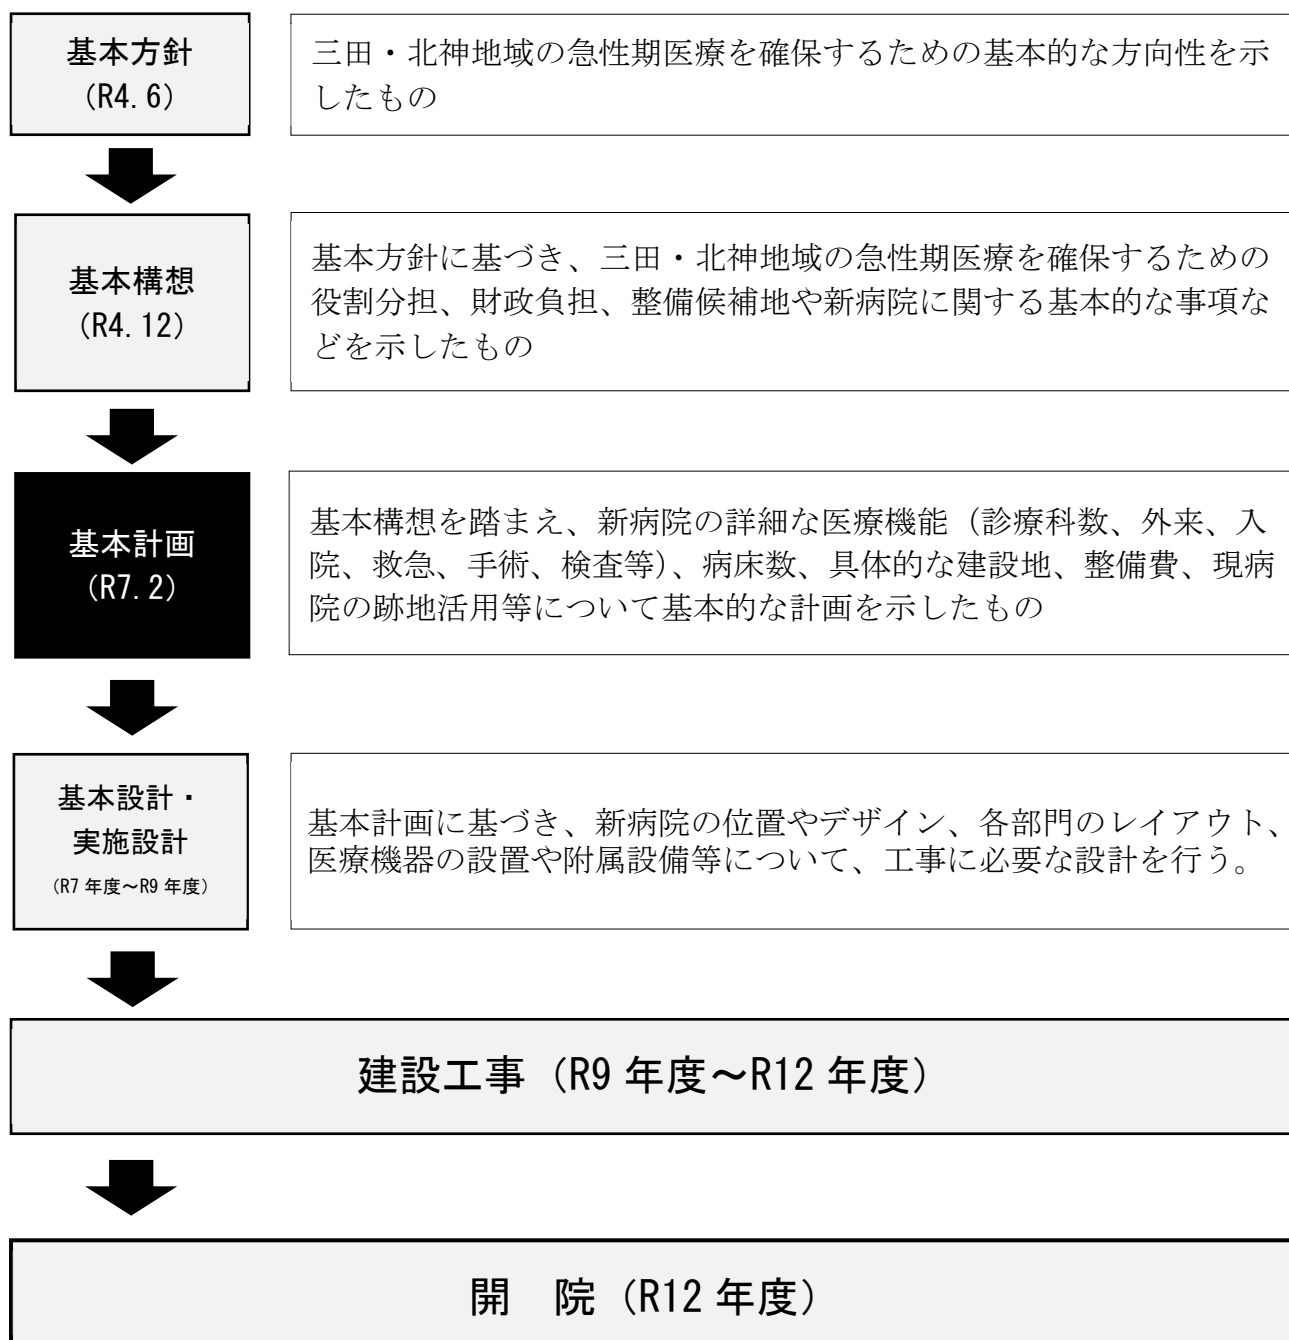 基本方針
（R4.6）
三田・北神地域の急性期医療を確保するための基本的な方向性を示
したもの
基本構想
（R4.12）
基本方針に基づき、三田・北神地域の急性期医療を確保するための
役割分担、財政負担、整備候補地や新病院に関する基本的な事項な
どを示したもの
基本計画
（R7.2）
基本構想を踏まえ、新病院の詳細な医療機能（診療科数、外来、入
院、救急、手術、検査等）、病床数、具体的な建設地、整備費、現病
院の跡地活用等について基本的な計画を示したもの
基本設計・
実施設計
（R7 年度～R9 年度）
基本計画に基づき、新病院の位置やデザイン、各部門のレイアウト、
医療機器の設置や附属設備等について、工事に必要な設計を行う。
建設工事（R9 年度～R12 年度）
開　院（R12 年度）